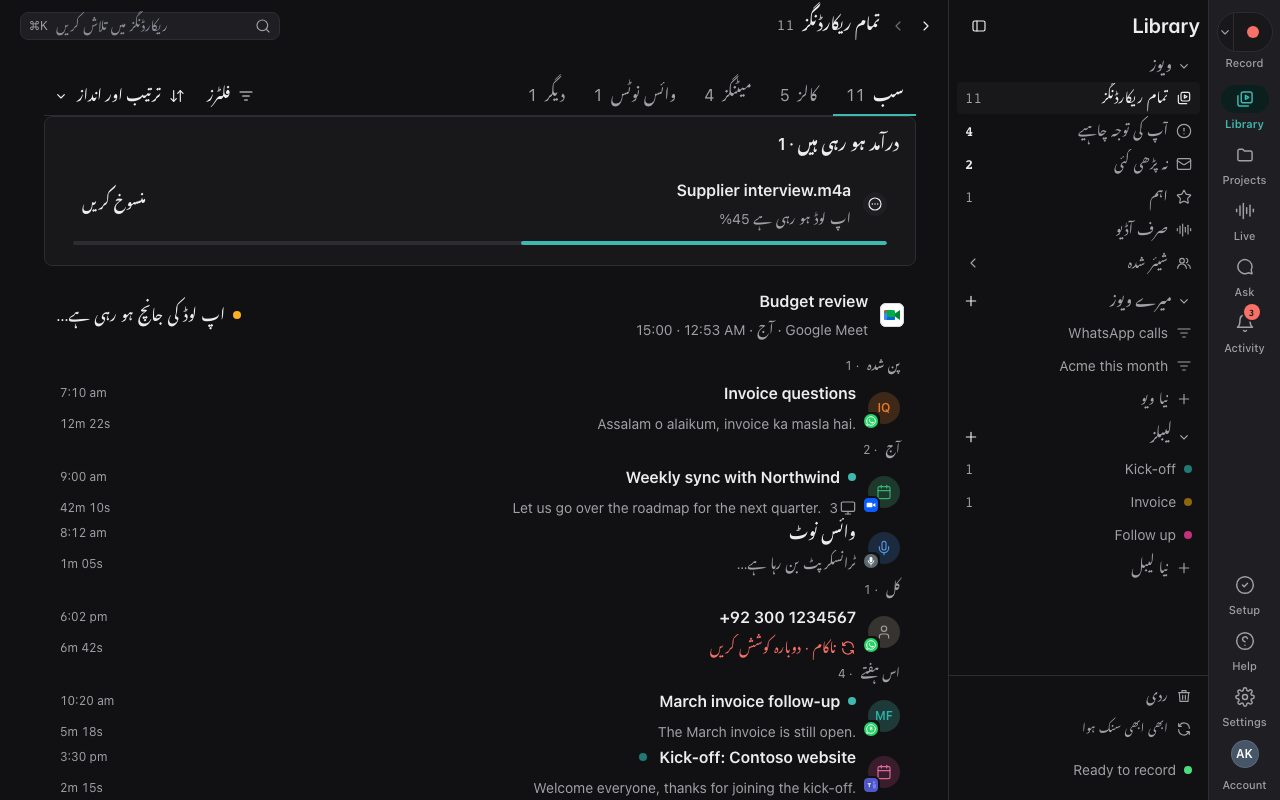 Record
Library
Projects
Live
Ask
3
Activity
Setup
Help
Settings
AK
Account
Library
ویوز
تمام ریکارڈنگز 11
آپ کی توجہ چاہیے 4
نہ پڑھی گئی 2
اہم 1
صرف آڈیو
شیئر شدہ
میرے ویوز
WhatsApp calls
Acme this month
نیا ویو
لیبلز
Kick-off 1
Invoice 1
Follow up
نیا لیبل
ردی
ابھی ابھی سنک ہوا
Ready to record
تمام ریکارڈنگز 11
ریکارڈنگز میں تلاش کریں ⌘K
سب 11 کالز 5 میٹنگز 4 وائس نوٹس 1 دیگر 1
فلٹرز ترتیب اور انداز
درآمد ہو رہی ہیں · 1
Supplier interview.m4a
اپ لوڈ ہو رہی ہے 45%
منسوخ کریں
Budget review
Google Meet · آج · 12:53 AM · 15:00
اپ لوڈ کی جانچ ہو رہی ہے...
پن شدہ · 1
IQ
Invoice questions
7:10 am
Assalam o alaikum, invoice ka masla hai.
12m 22s
آج · 2
Weekly sync with Northwind
9:00 am
3 Let us go over the roadmap for the next quarter.
42m 10s
وائس نوٹ
8:12 am
ٹرانسکرپٹ بن رہا ہے...
1m 05s
کل · 1
+92 300 1234567
6:02 pm
ناکام · دوبارہ کوشش کریں
6m 42s
اس ہفتے · 4
MF
March invoice follow-up
10:20 am
The March invoice is still open.
5m 18s
Kick-off: Contoso website
3:30 pm
Welcome everyone, thanks for joining the kick-off.
2m 15s